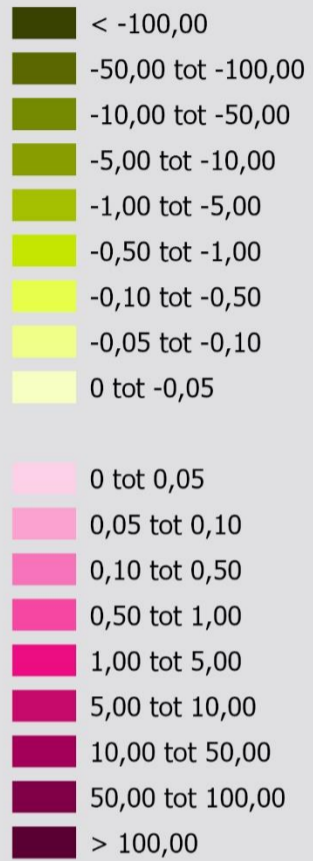 < -100,00
-50,00 tot -100,00
-10,00 tot -50,00
-5,00 tot -10,00
-1,00 tot -5,00
-0,50 tot -1,00
-0,10 tot -0,50
-0,05 tot -0,10
0 tot -0,05
0 tot 0,05
0,05 tot 0,10
0,10 tot 0,50
0,50 tot 1,00
1,00 tot 5,00
5,00 tot 10,00
10,00 tot 50,00
50,00 tot 100,00
> 100,00